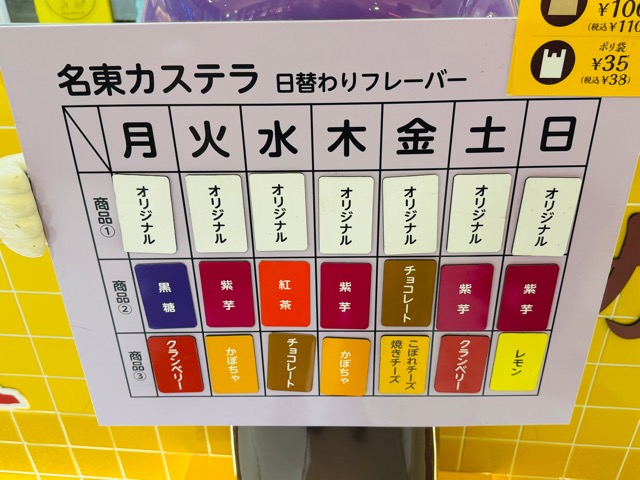 ¥100
(税込¥110
ポリ袋
¥35
(税込¥38)
名東カステラ 日替わりフレーバー
月 火 水 木 金 土 日
商品① オリジナル オリジナル オリジナル オリジナル オリジナル オリジナル オリジナル
商品② 黒糖 紫芋 紅茶 紫芋 チョコレート 紫芋 紫芋
商品③ クランベリー かぼちゃ チョコレート かぼちゃ こぼれチーズ焼きチーズ クランベリー レモン